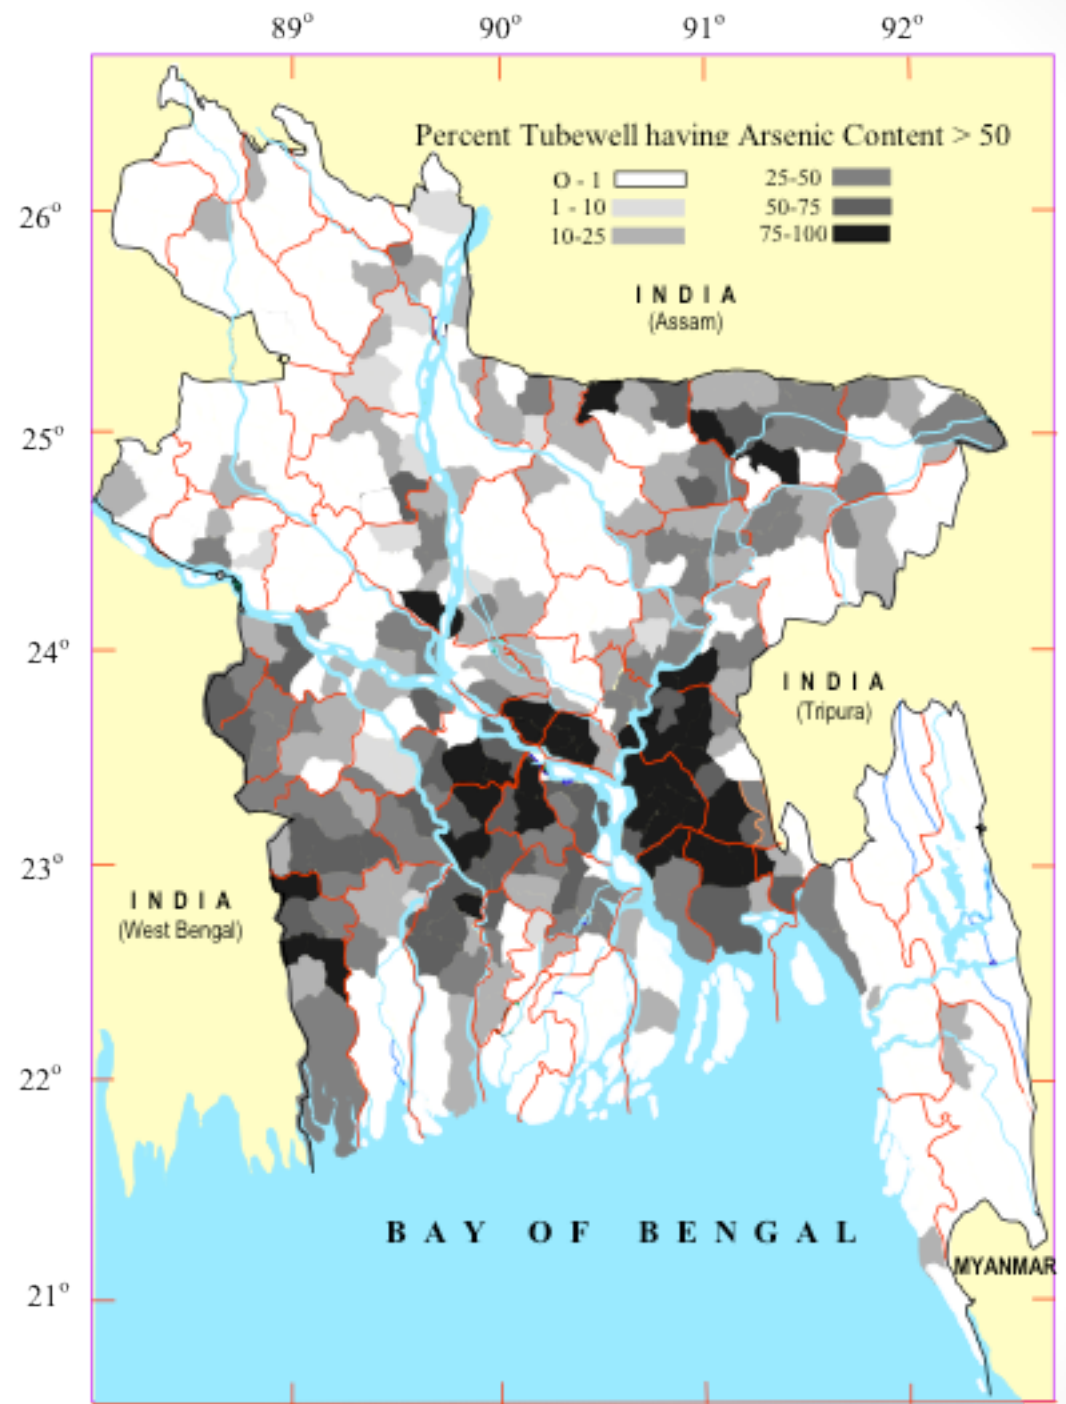 89° 90° 91° 92°
Percent Tubewell having Arsenic Content > 50
O - 1 25-50
1 - 10 50-75
10-25 75-100
26°
INDIA
(Assam)
25°
24°
INDIA
(Tripura)
23°
INDIA
(West Bengal)
22°
BAY OF BENGAL
MYANMAR
21°